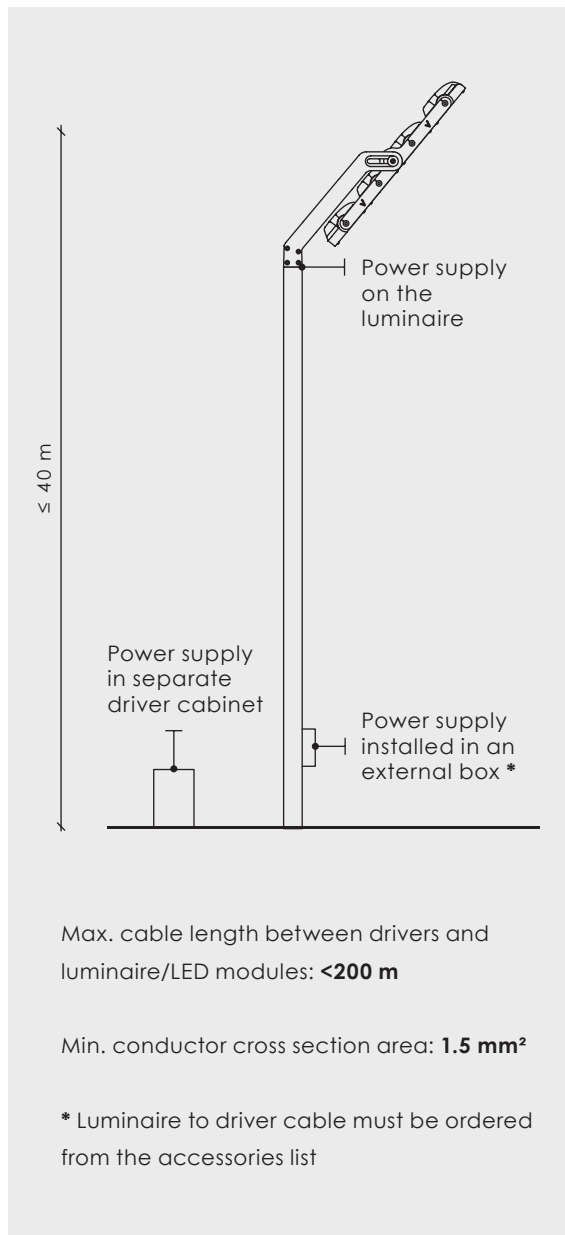 Power supply
on the
luminaire
≤ 40 m
Power supply
in separate
driver cabinet
Power supply
installed in an
external box *
Max. cable length between drivers and
luminaire/LED modules: <200 m
Min. conductor cross section area: 1.5 mm²
* Luminaire to driver cable must be ordered
from the accessories list